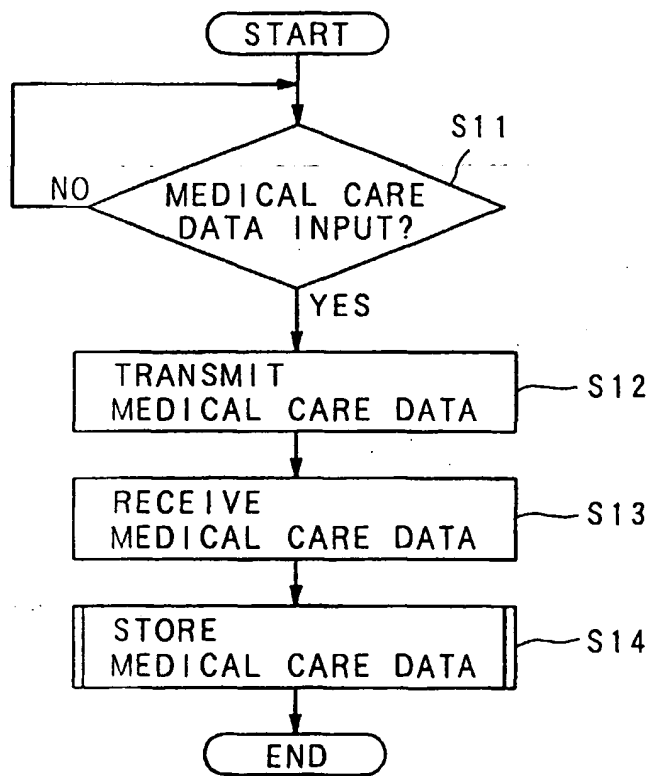 START
S11
NO
MEDICAL CARE
DATA INPUT?
YES
TRANSMIT
MEDICAL CARE DATA
S12
RECEIVE
MEDICAL CARE DATA
S13
STORE
MEDICAL CARE DATA
S14
END